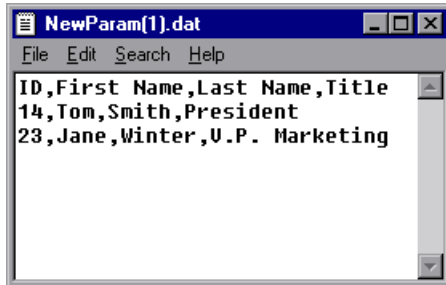 NewParam(1).dat
File Edit Search Help
ID,First Name,Last Name,Title
14,Tom,Smith,President
23,Jane,Winter,V.P. Marketing